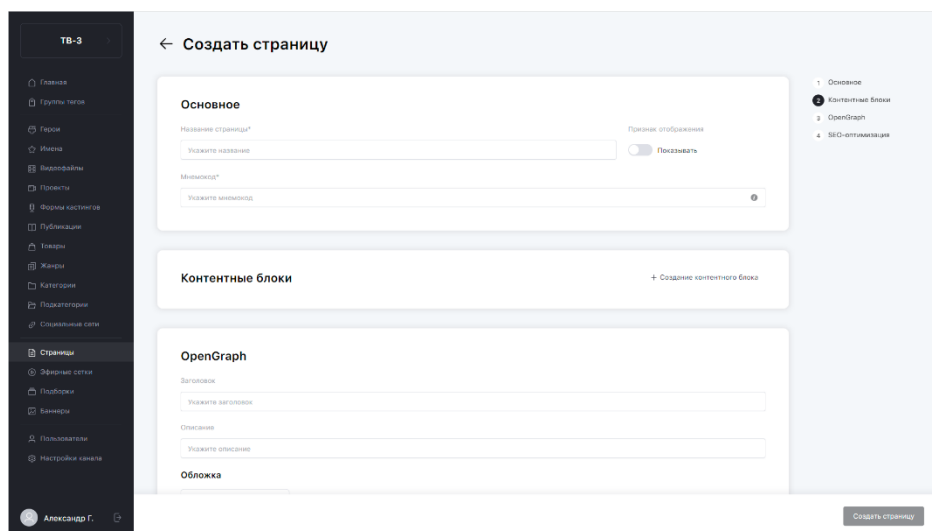 ТВ-3
Главная
Группы тегов
Герои
Имена
Видеофайлы
Проекты
Формы кастингов
Публикации
Товары
Жанры
Категории
Подкатегории
Социальные сети
Страницы
Эфирные сетки
Подборки
Баннеры
Пользователи
Настройки канала
Александр Г.
← Создать страницу
Основное
Название страницы*
Укажите название
Признак отображения
Показывать
Мнемокод*
Укажите мнемокод
Контентные блоки
+ Создание контентного блока
OpenGraph
Заголовок
Укажите заголовок
Описание
Укажите описание
Обложка
1 Основное
2 Контентные блоки
3 OpenGraph
4 SEO-оптимизация
Создать страницу